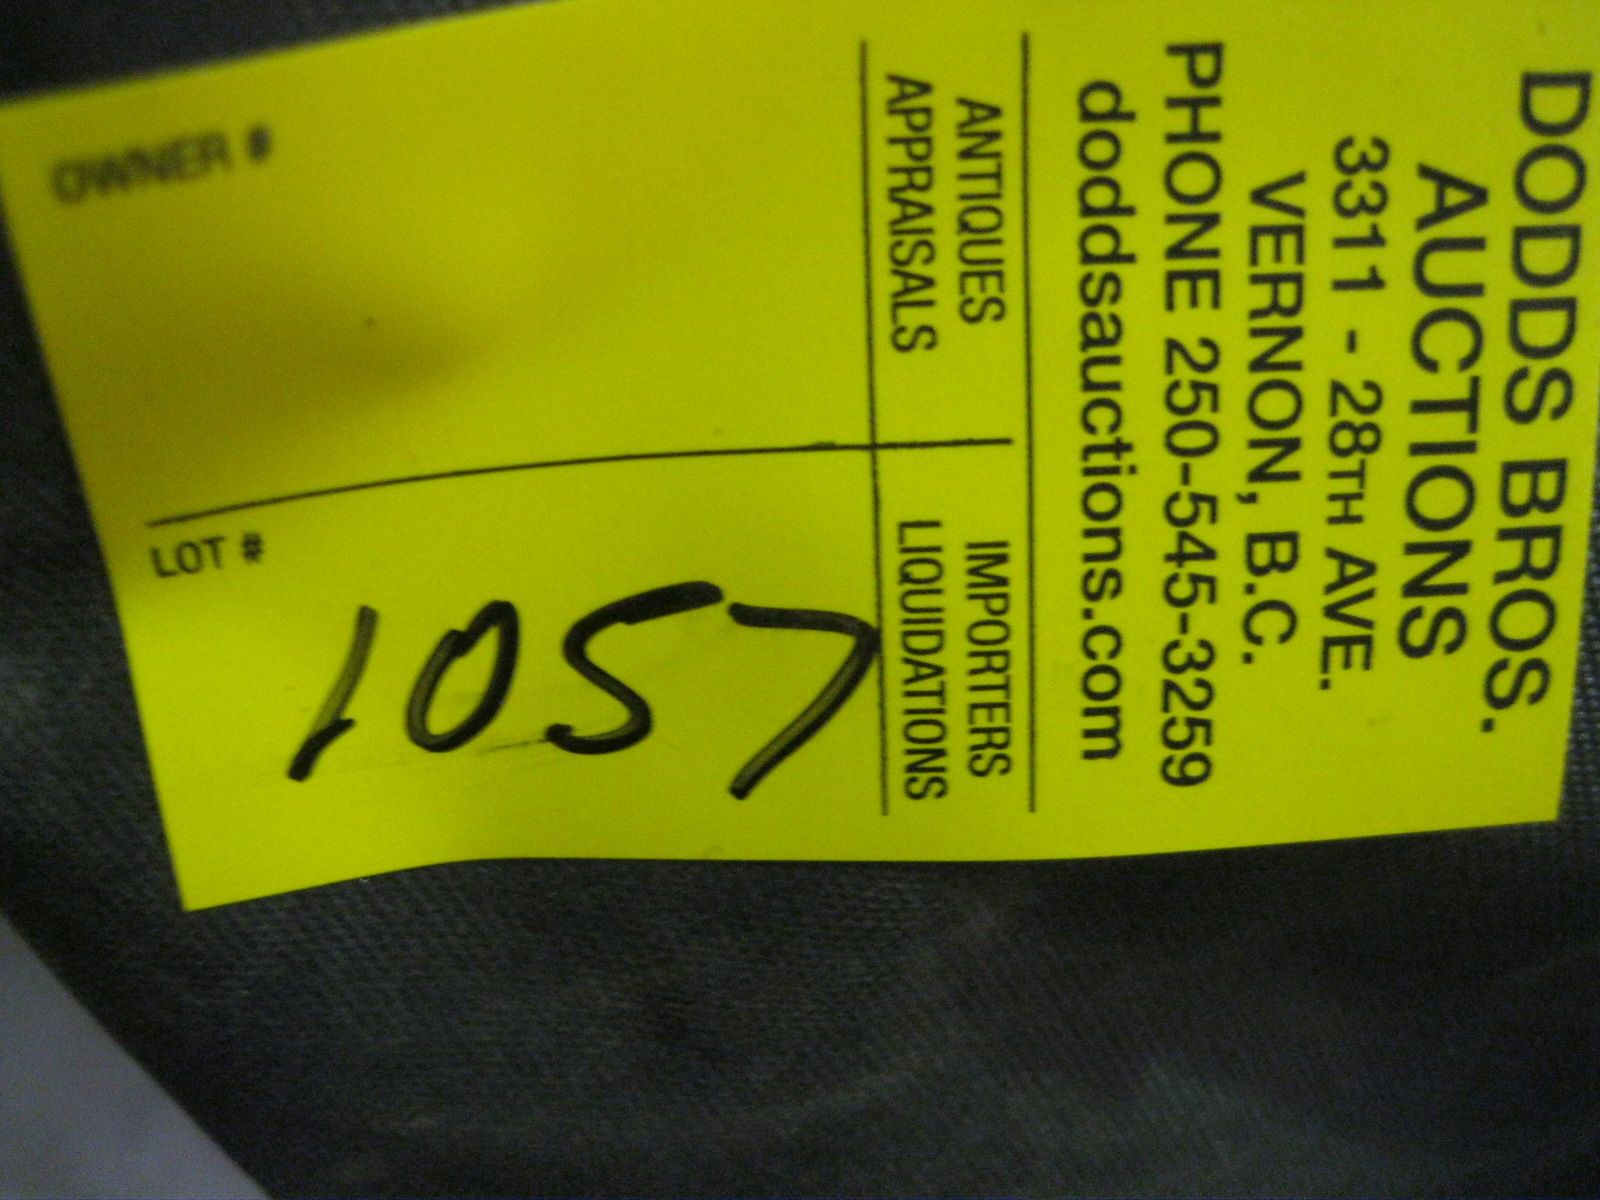 DODDS BROS.
AUCTIONS
3311 - 28TH AVE.
VERNON, B.C.
PHONE 250-545-3259
doddsauctions.com
ANTIQUES
APPRAISALS
IMPORTERS
LIQUIDATIONS
OWNER #
LOT #
1057